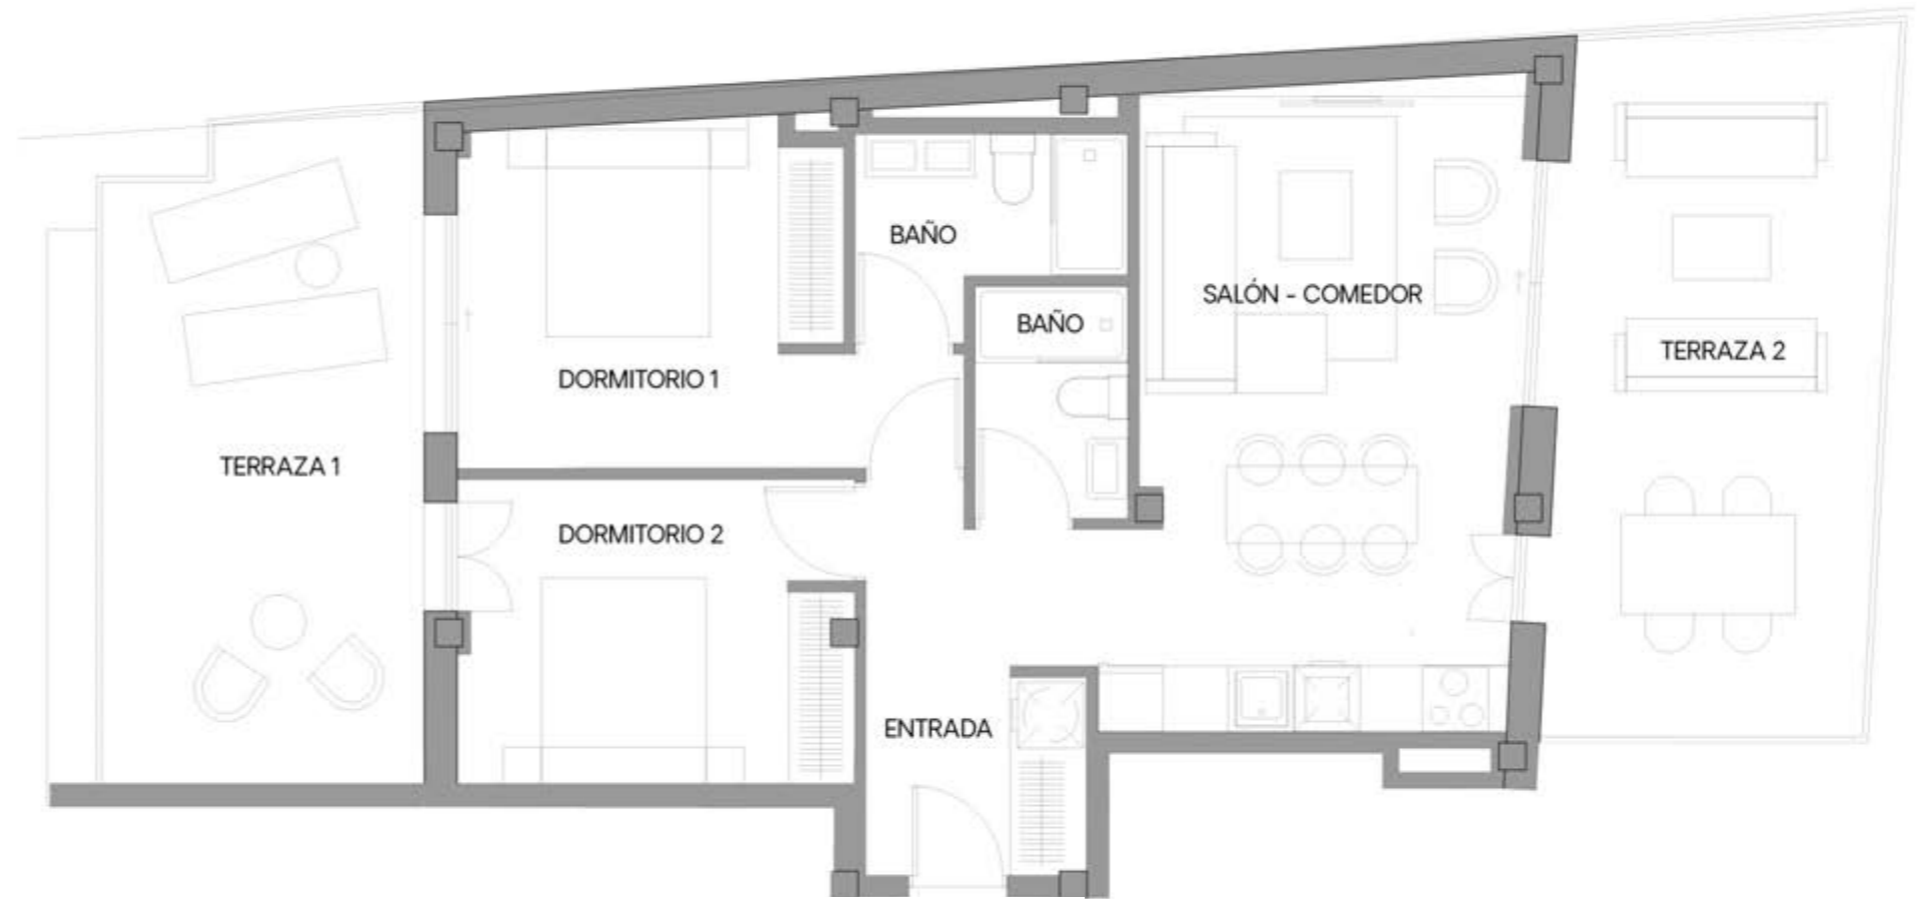 BAÑO
SALÓN - COMEDOR
BAÑO
TERRAZA 2
DORMITORIO 1
TERRAZA 1
DORMITORIO 2
ENTRADA